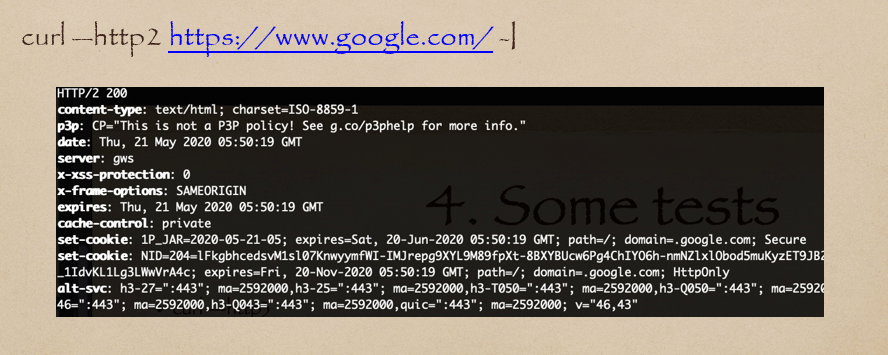 curl —http2 https://www.google.com/ -I
HTTP/2 200
content-type: text/html; charset=ISO-8859-1
p3p: CP="This is not a P3P policy! See g.co/p3phelp for more info."
date: Thu, 21 May 2020 05:50:19 GMT
server: gws
x-xss-protection: 0
x-frame-options: SAMEORIGIN
expires: Thu, 21 May 2020 05:50:19 GMT
4. Some tests
cache-control: private
set-cookie: 1P_JAR=2020-05-21-05; expires=Sat, 20-Jun-2020 05:50:19 GMT; path=/; domain=.google.com; Secure
set-cookie:
_1IdvKL1Lg3LWwVrA4c; expires=Fri, 20-Nov-2020 05:50:19 GMT; path=/; domain=.google.com; HttpOnly
alt-svc: h3-27=":443"; ma=2592000,h3-25=":443"; ma=2592000,h3-T050=":443"; ma=2592000,h3-Q050=":443"; ma=2592000
46=":443"; ma=2592000,h3-Q043=":443"; ma=2592000,quic=":443"; ma=2592000; v="46,43"